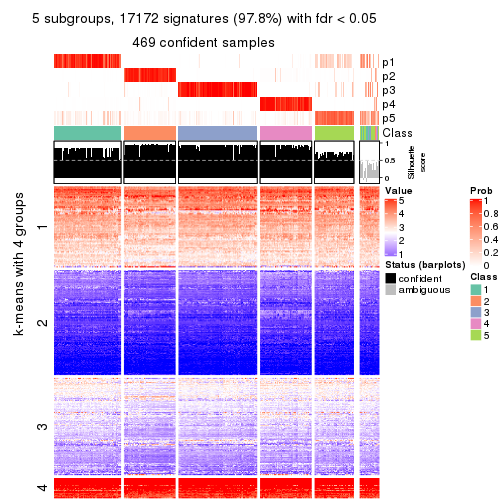 5 subgroups, 17172 signatures (97.8%) with fdr < 0.05
469 confident samples
p1
p2
p3
p4
p5
Class
1
0.5
0
Silhouette
score
k-means with 4 groups
1
2
3
4
Value
5
4
3
2
1
Status (barplots)
confident
ambiguous
Prob
1
0.8
0.6
0.4
0.2
0
Class
1
2
3
4
5